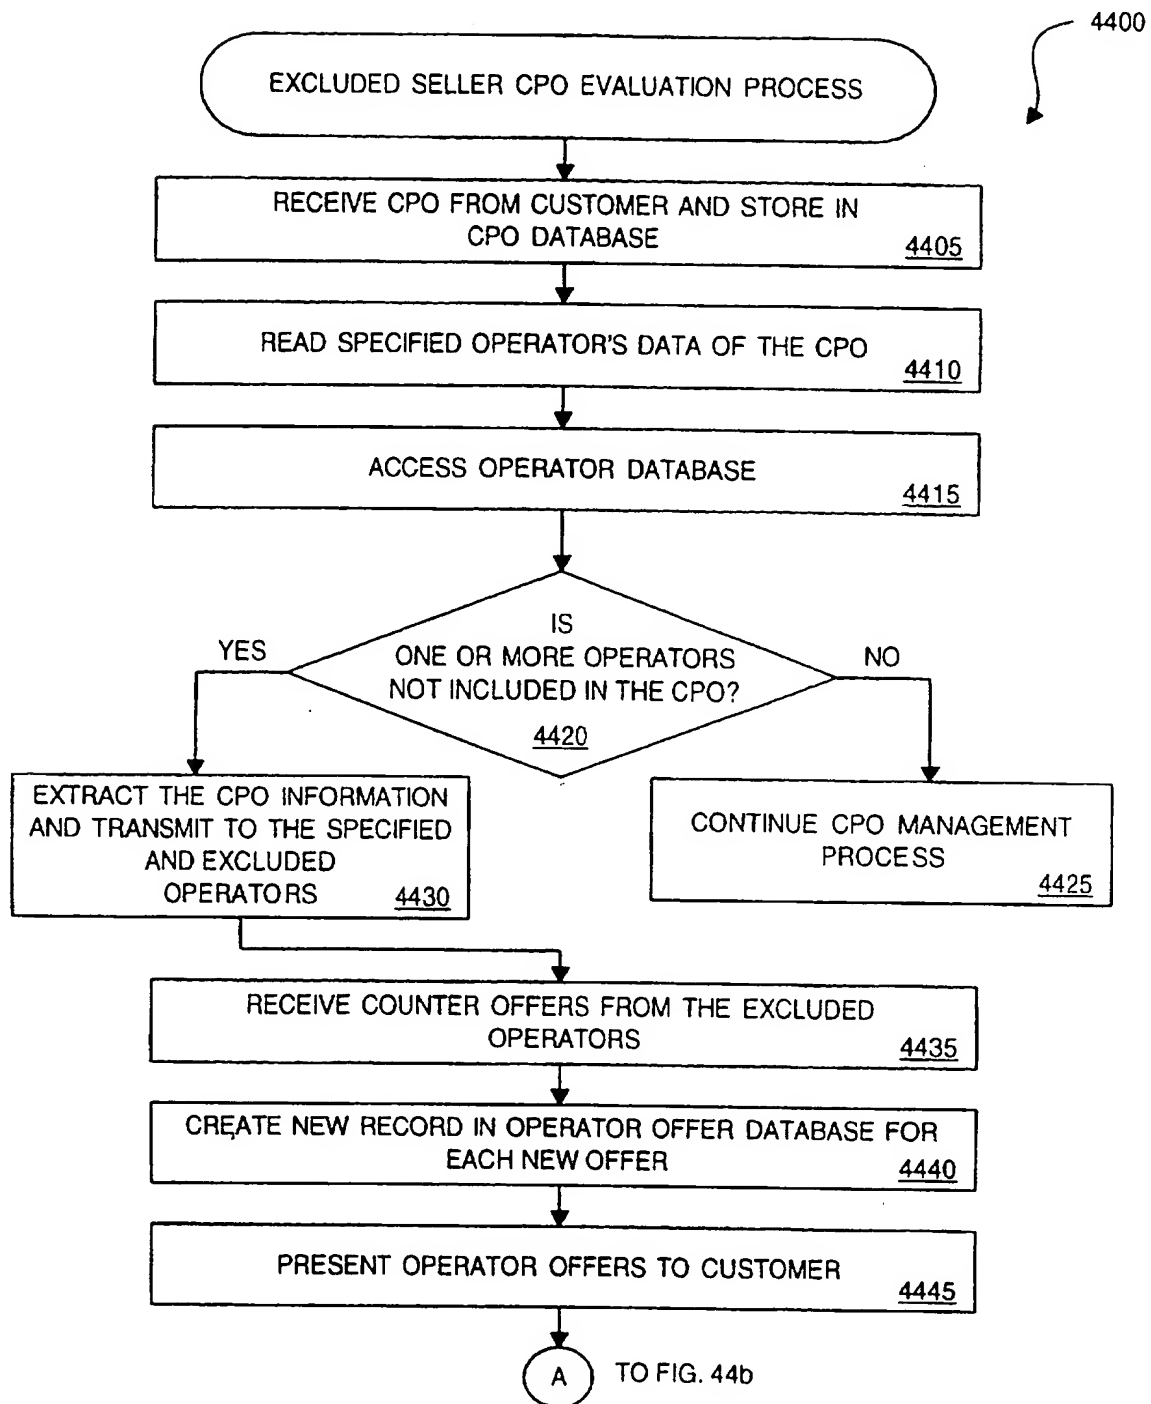 4400
EXCLUDED SELLER CPO EVALUATION PROCESS
RECEIVE CPO FROM CUSTOMER AND STORE IN
CPO DATABASE
4405
READ SPECIFIED OPERATOR'S DATA OF THE CPO
4410
ACCESS OPERATOR DATABASE
4415
IS
ONE OR MORE OPERATORS
NOT INCLUDED IN THE CPO?
4420
YES
NO
EXTRACT THE CPO INFORMATION
AND TRANSMIT TO THE SPECIFIED
AND EXCLUDED
OPERATORS
4430
CONTINUE CPO MANAGEMENT
PROCESS
4425
RECEIVE COUNTER OFFERS FROM THE EXCLUDED
OPERATORS
4435
CREATE NEW RECORD IN OPERATOR OFFER DATABASE FOR
EACH NEW OFFER
4440
PRESENT OPERATOR OFFERS TO CUSTOMER
4445
A
TO FIG. 44b